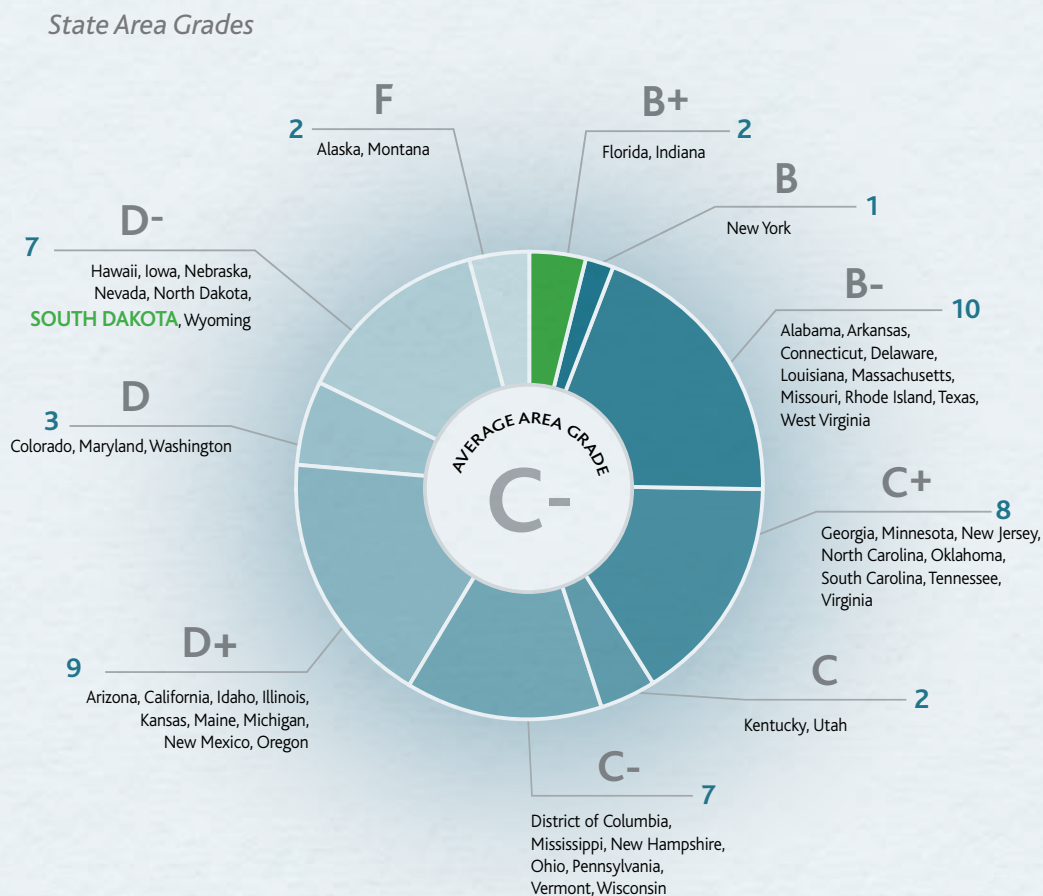 State Area Grades
F
2
Alaska, Montana
B+
2
Florida, Indiana
B
1
New York
B-
10
Alabama, Arkansas,
Connecticut, Delaware,
Louisiana, Massachusetts,
Missouri, Rhode Island, Texas,
West Virginia
C+
8
Georgia, Minnesota, New Jersey,
North Carolina, Oklahoma,
South Carolina, Tennessee,
Virginia
C
2
Kentucky, Utah
C-
7
District of Columbia,
Mississippi, New Hampshire,
Ohio, Pennsylvania,
Vermont, Wisconsin
D+
9
Arizona, California, Idaho, Illinois,
Kansas, Maine, Michigan,
New Mexico, Oregon
D
3
Colorado, Maryland, Washington
D-
7
Hawaii, Iowa, Nebraska,
Nevada, North Dakota,
SOUTH DAKOTA, Wyoming
AVERAGE AREA GRADE
C-